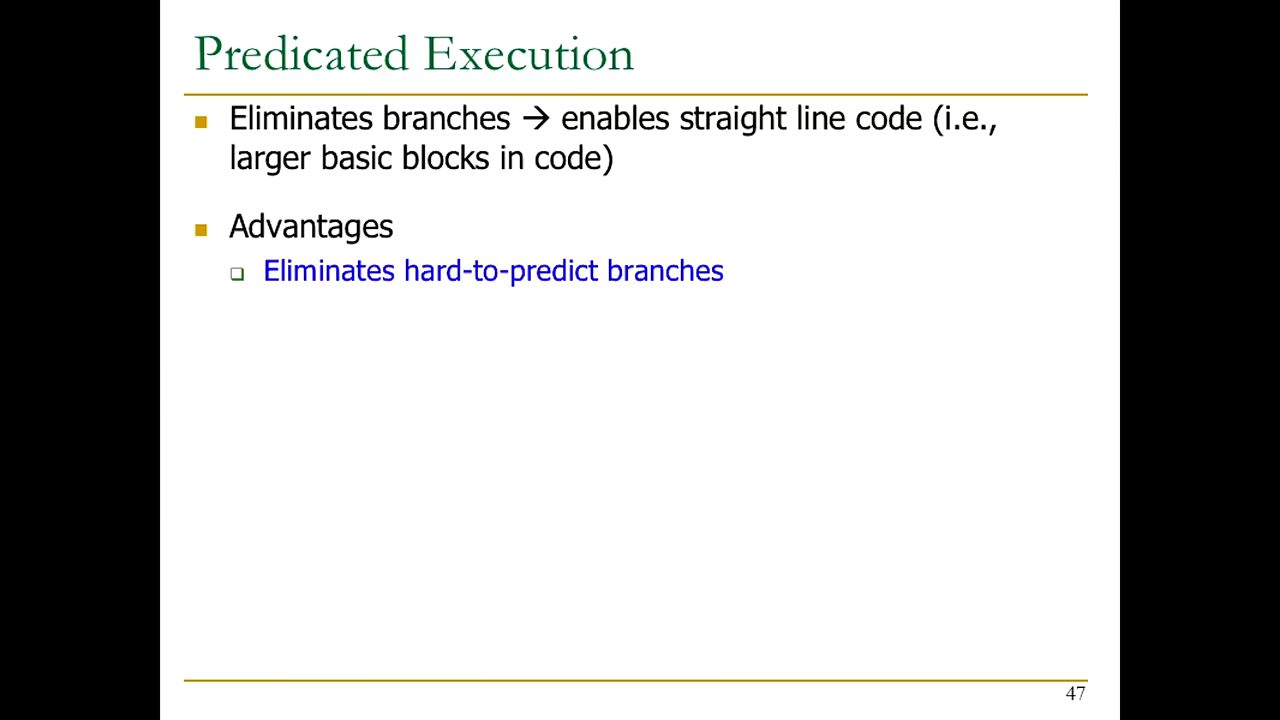 Predicated Execution
Eliminates branches → enables straight line code (i.e.,
larger basic blocks in code)
Advantages
Eliminates hard-to-predict branches
47